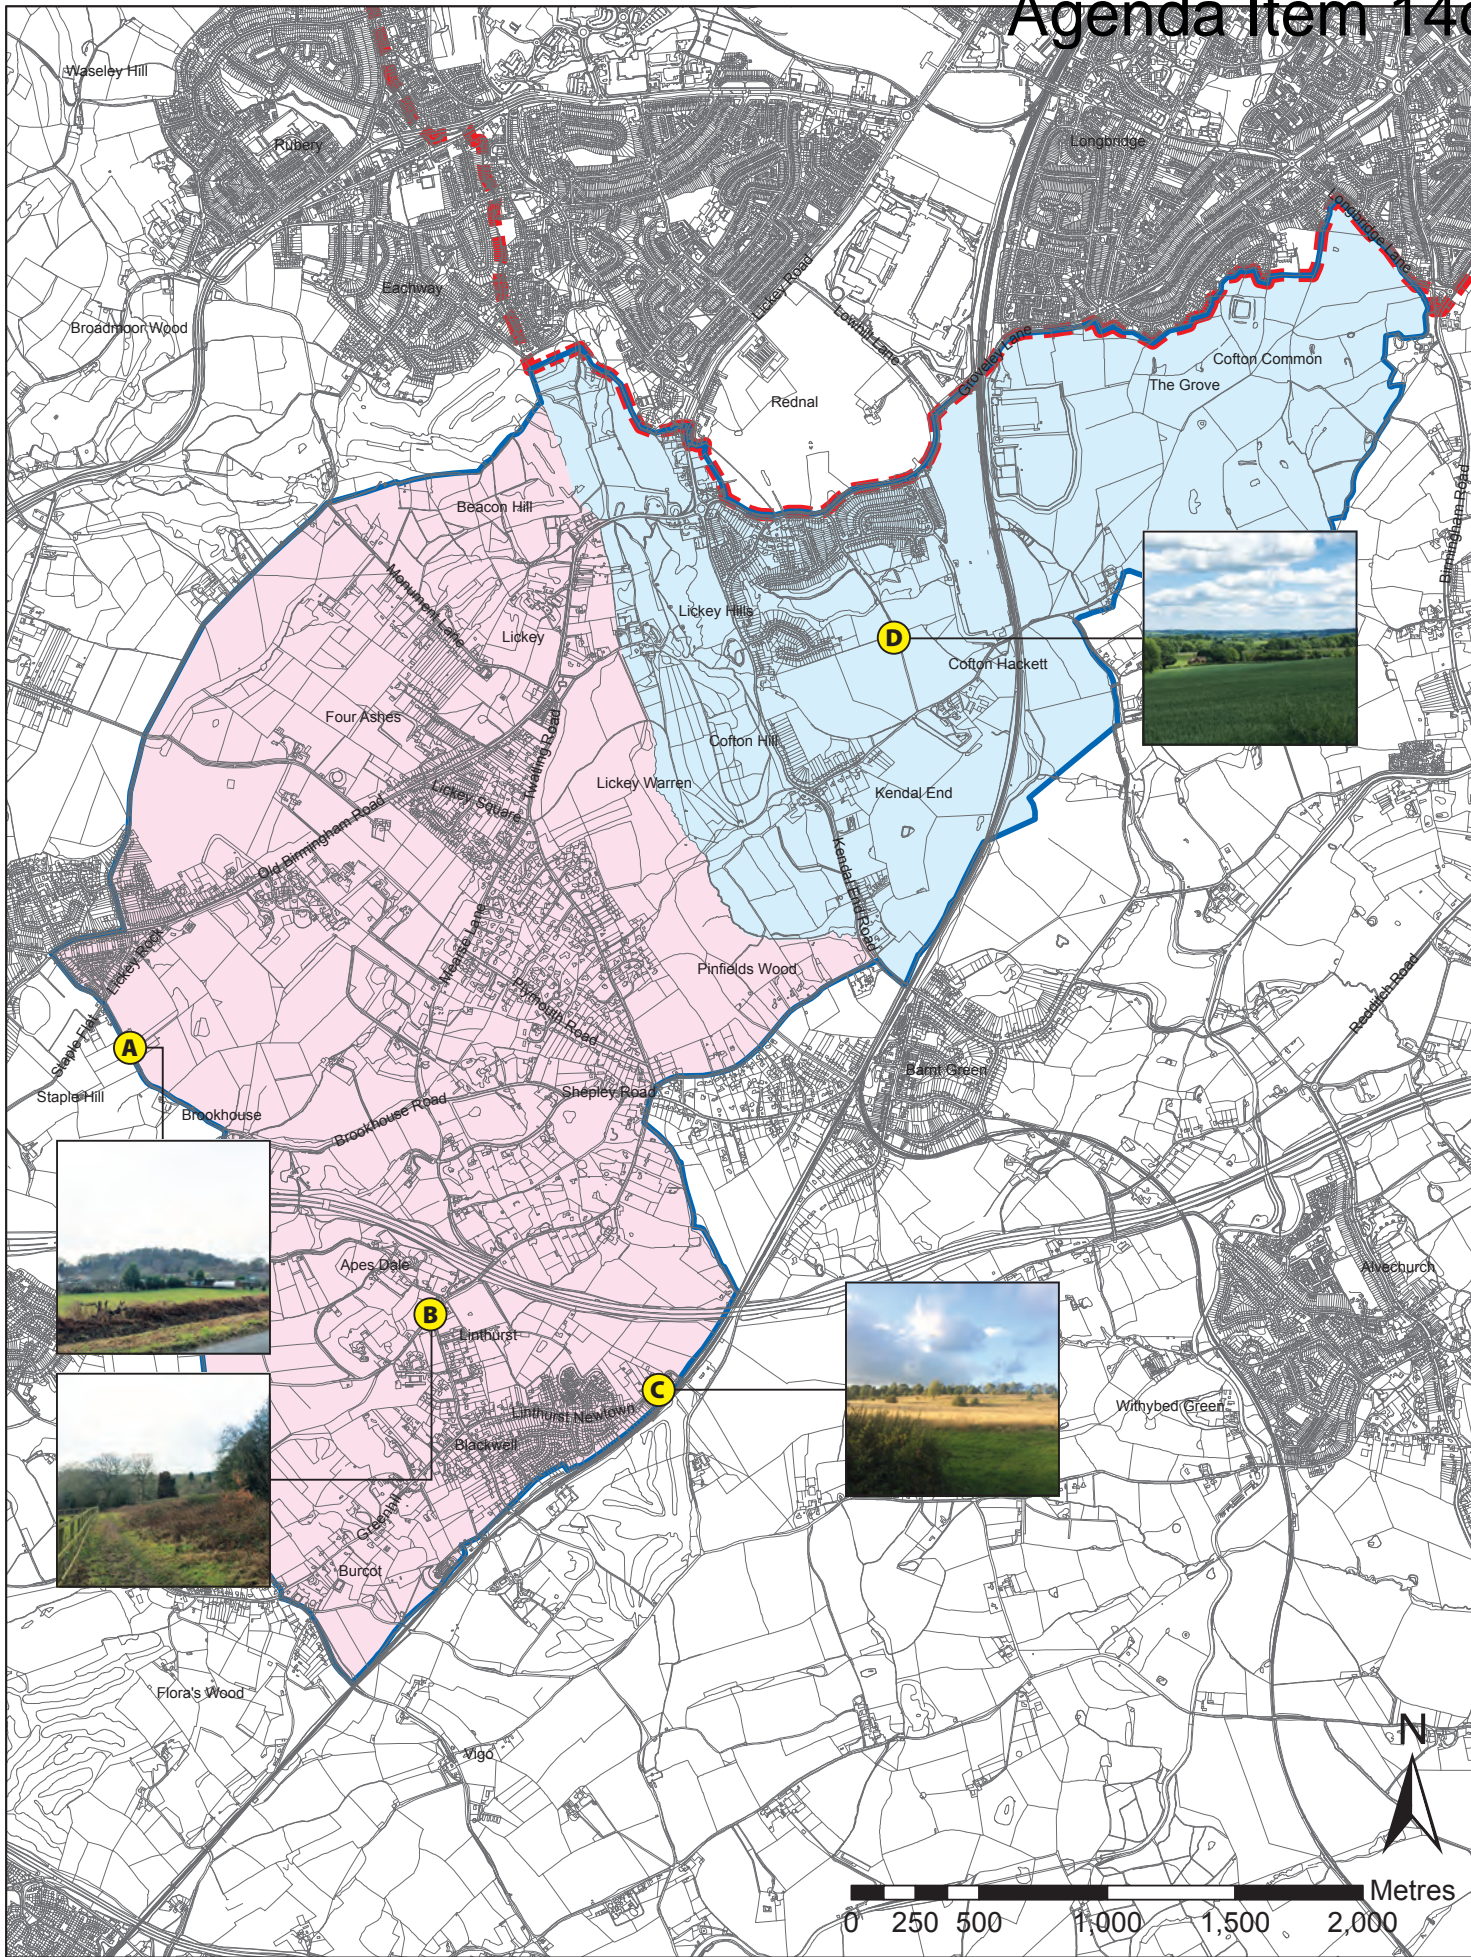 Agenda Item 14
Waseley Hill
Rubery
Longbridge
Longbridge Lane
Eachway
Lickey Road
Lowhill Lane
Broadmoor Wood
Groveley Lane
Cofton Common
The Grove
Rednal
Beacon Hill
Birmingham Road
Monument Lane
Lickey Hills
Lickey
D
Cofton Hackett
Four Ashes
Twatling Road
Cofton Hill
Lickey Warren
Kendal End
Lickey Square
Old Birmingham Road
Kendal End Road
Lickey Rock
Mearse Lane
Pinfields Wood
Plymouth Road
Reddilch Road
Staple Flat
A
Barnt Green
Staple Hill
Shepley Road
Brookhouse
Brookhouse Road
Apes Dale
Alvechurch
B
Linthurst
C
Linthurst Newtown
Withybed Green
Blackwell
Greenhill
Burcot
Flora's Wood
Vigo
N
Metres
0 250 500 1,000 1,500 2,000